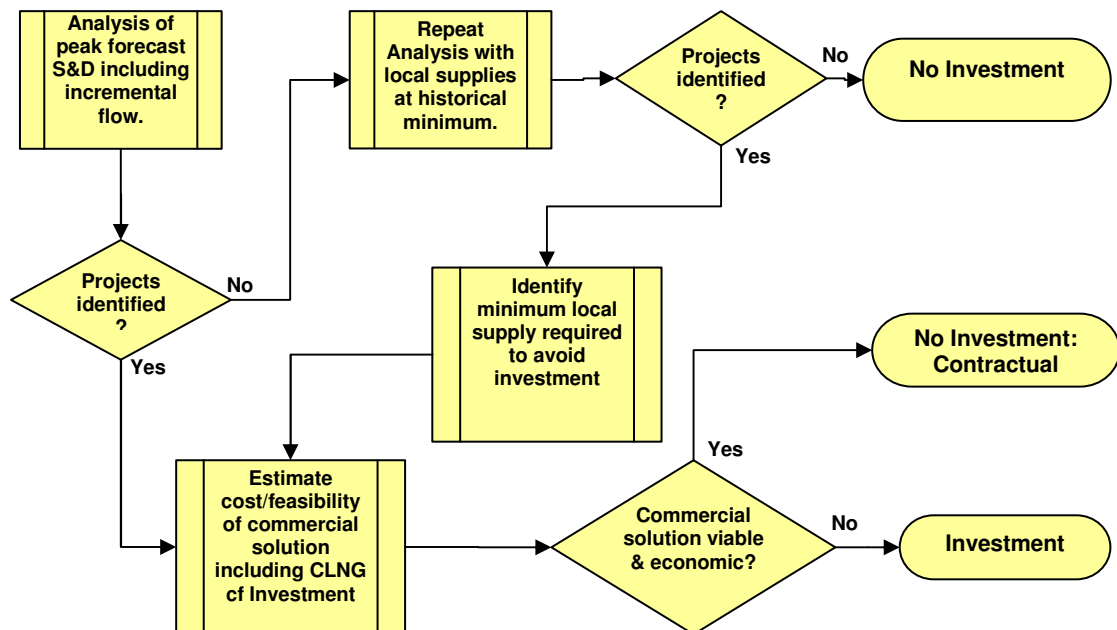 Analysis of
peak forecast
S&D including
incremental
flow.
Repeat
Analysis with
local supplies
at historical
minimum.
Projects
identified
?
No
No Investment
Yes
Projects
identified
?
No
Yes
Identify
minimum local
supply required
to avoid
investment
No Investment:
Contractual
Yes
Estimate
cost/feasibility
of commercial
solution
including CLNG
cf Investment
Commercial
solution viable
& economic?
No
Investment